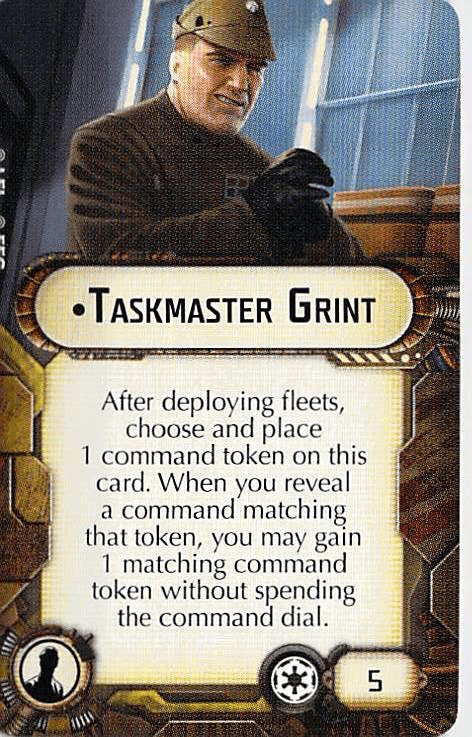 •Taskmaster Grint
After deploying fleets,
choose and place
1 command token on this
card. When you reveal
a command matching
that token, you may gain
1 matching command
token without spending
the command dial.
5